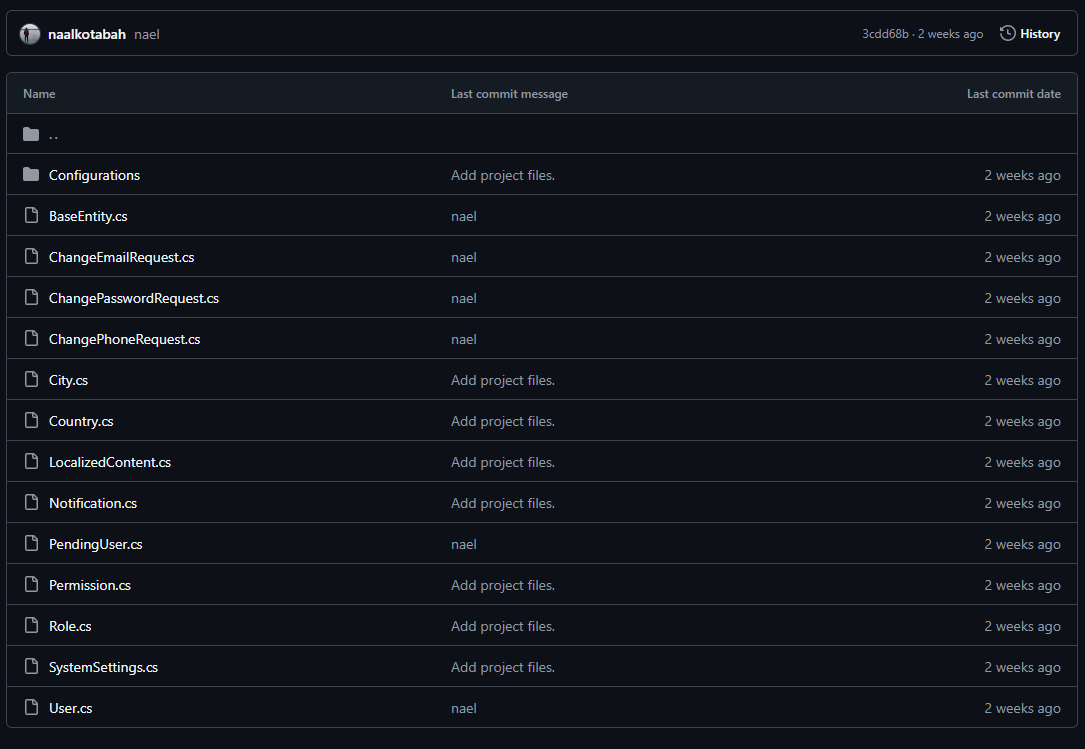 naalkotabah nael 3cdd68b · 2 weeks ago History
Name Last commit message Last commit date
..
Configurations Add project files. 2 weeks ago
BaseEntity.cs nael 2 weeks ago
ChangeEmailRequest.cs nael 2 weeks ago
ChangePasswordRequest.cs nael 2 weeks ago
ChangePhoneRequest.cs nael 2 weeks ago
City.cs Add project files. 2 weeks ago
Country.cs Add project files. 2 weeks ago
LocalizedContent.cs Add project files. 2 weeks ago
Notification.cs Add project files. 2 weeks ago
PendingUser.cs nael 2 weeks ago
Permission.cs Add project files. 2 weeks ago
Role.cs Add project files. 2 weeks ago
SystemSettings.cs Add project files. 2 weeks ago
User.cs nael 2 weeks ago